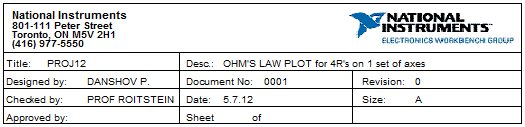 National Instruments
801-111 Peter Street
Toronto, ON M5V 2H1
(416) 977-5550
NATIONAL INSTRUMENTS
ELECTRONICS WORKBENCH GROUP
Title: PROJ12 Desc.: OHM'S LAW PLOT for 4R's on 1 set of axes
Designed by: DANSHOV P. Document No: 0001 Revision: 0
Checked by: PROF ROITSTEIN Date: 5.7.12 Size: A
Approved by: Sheet of